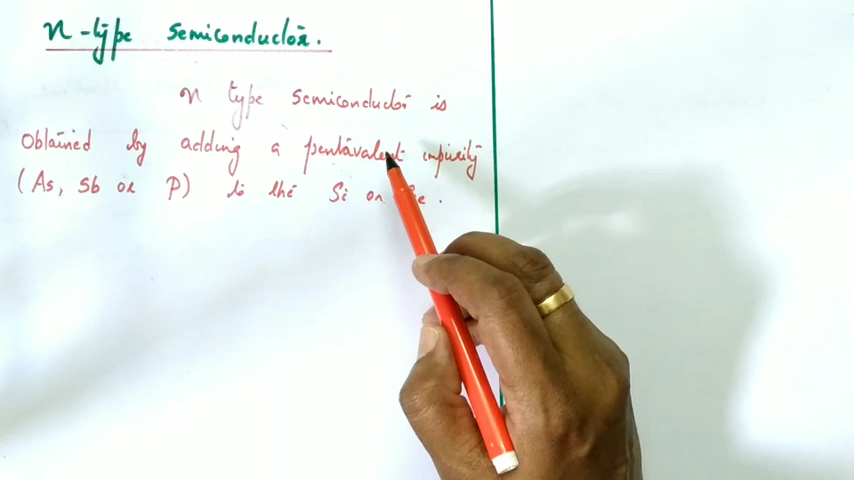 n-type semiconductor.
n type semiconductor is
obtained by adding a pentavalent impurity
(As, Sb or P) to the Si or